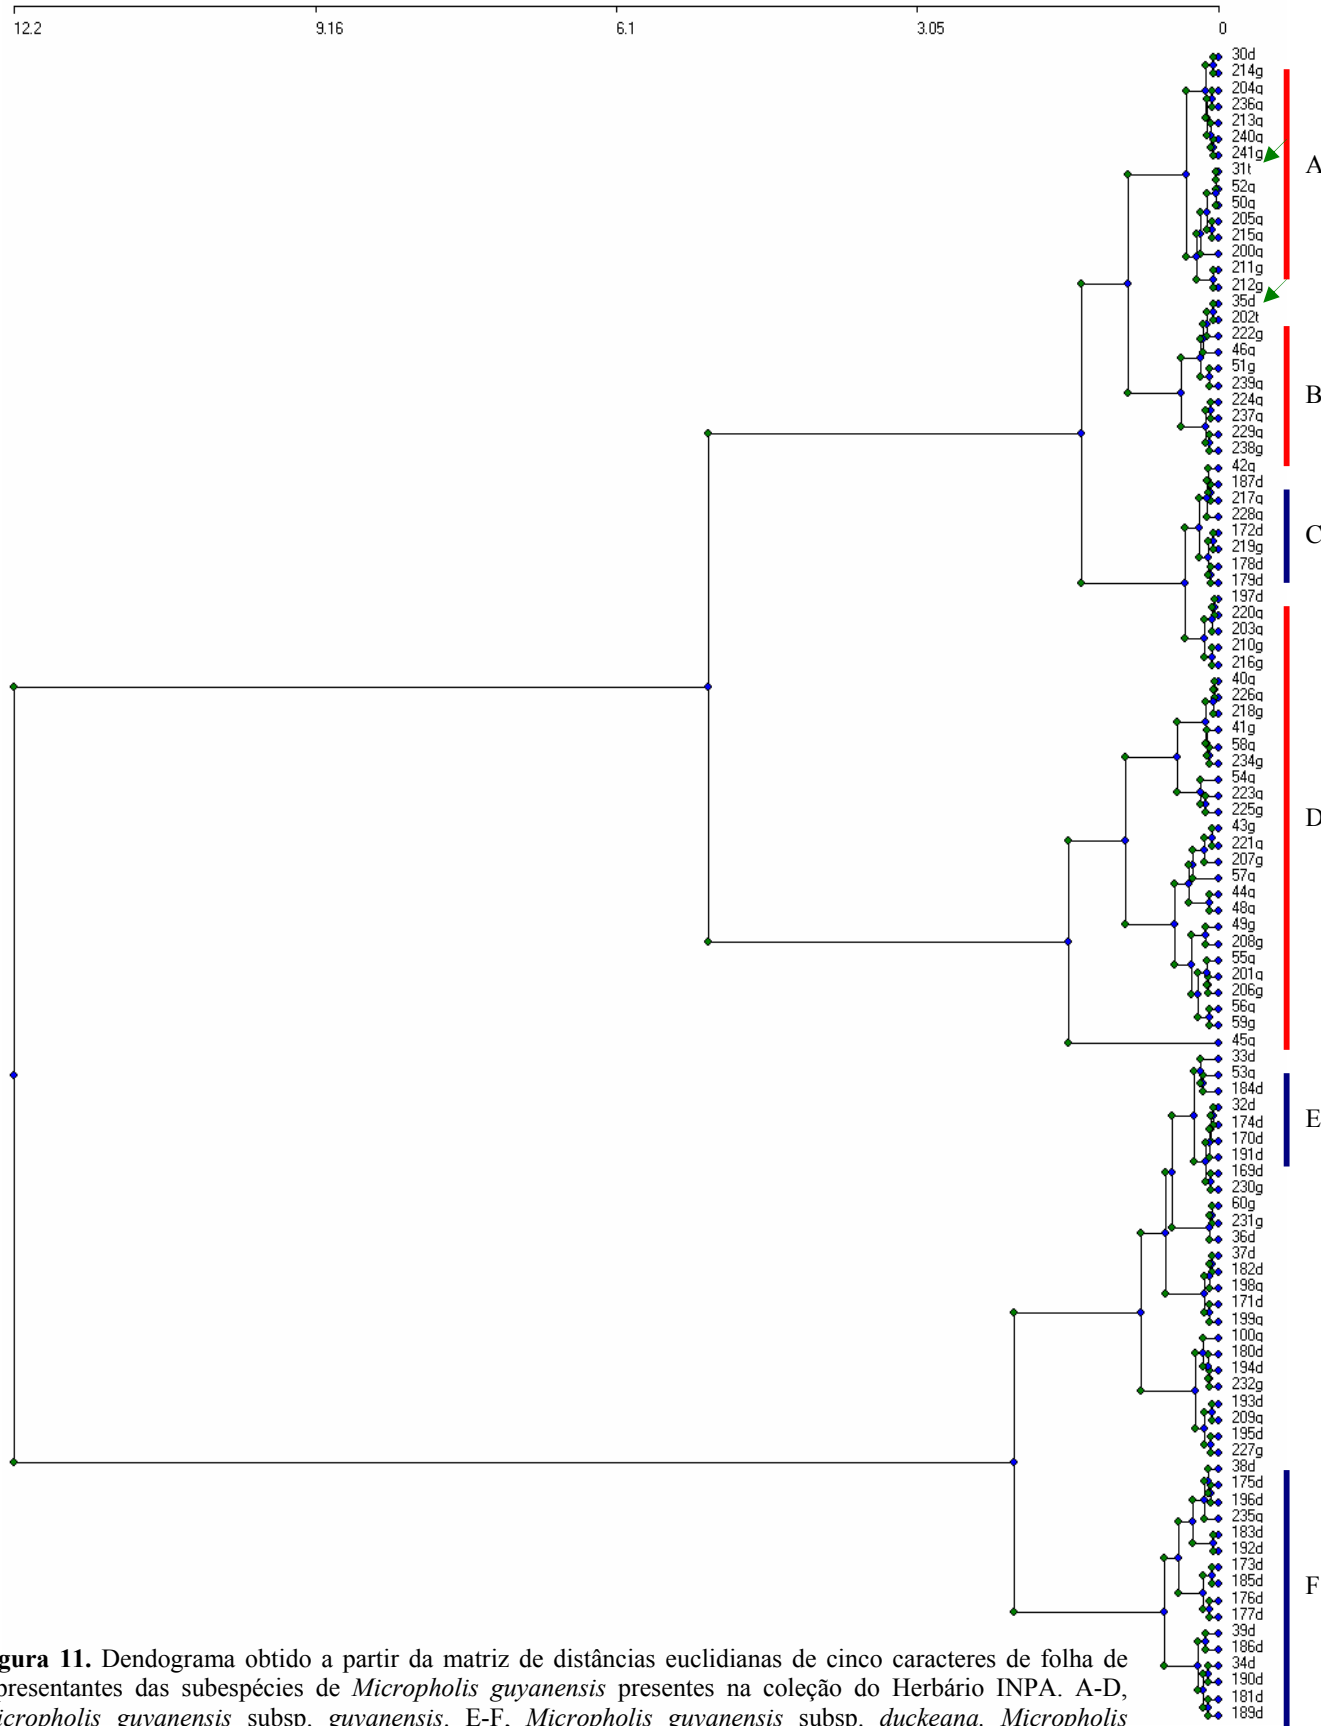 12.2 9.16 6.1 3.05 0
30d
214g
204g
236g
213g
240g
241g
31t
A
52g
50g
205g
215g
200g
211g
212g
35d
202t
222g
46g
51g
239g
B
224g
237g
229g
238g
42g
187d
217g
228g
172d
C
219g
178d
179d
197d
220g
203g
210g
216g
40g
226g
218g
41g
58g
234g
54g
223g
225g
D
43g
221g
207g
57g
44g
48g
49g
208g
55g
201g
206g
56g
59g
45g
33d
53g
184d
32d
174d
E
170d
191d
169d
230g
60g
231g
36d
37d
182d
198g
171d
199g
100g
180d
194d
232g
193d
209g
195d
227g
38d
175d
196d
235g
183d
192d
173d
185d
F
176d
177d
39d
186d
34d
190d
181d
189d
gura 11. Dendograma obtido a partir da matriz de distâncias euclidianas de cinco caracteres de folha de
presentantes das subespécies de Micropholis guyanensis presentes na coleção do Herbário INPA. A-D,
icropholis guyanensis subsp. guyanensis. E-F, Micropholis guyanensis subsp. duckeana. Micropholis